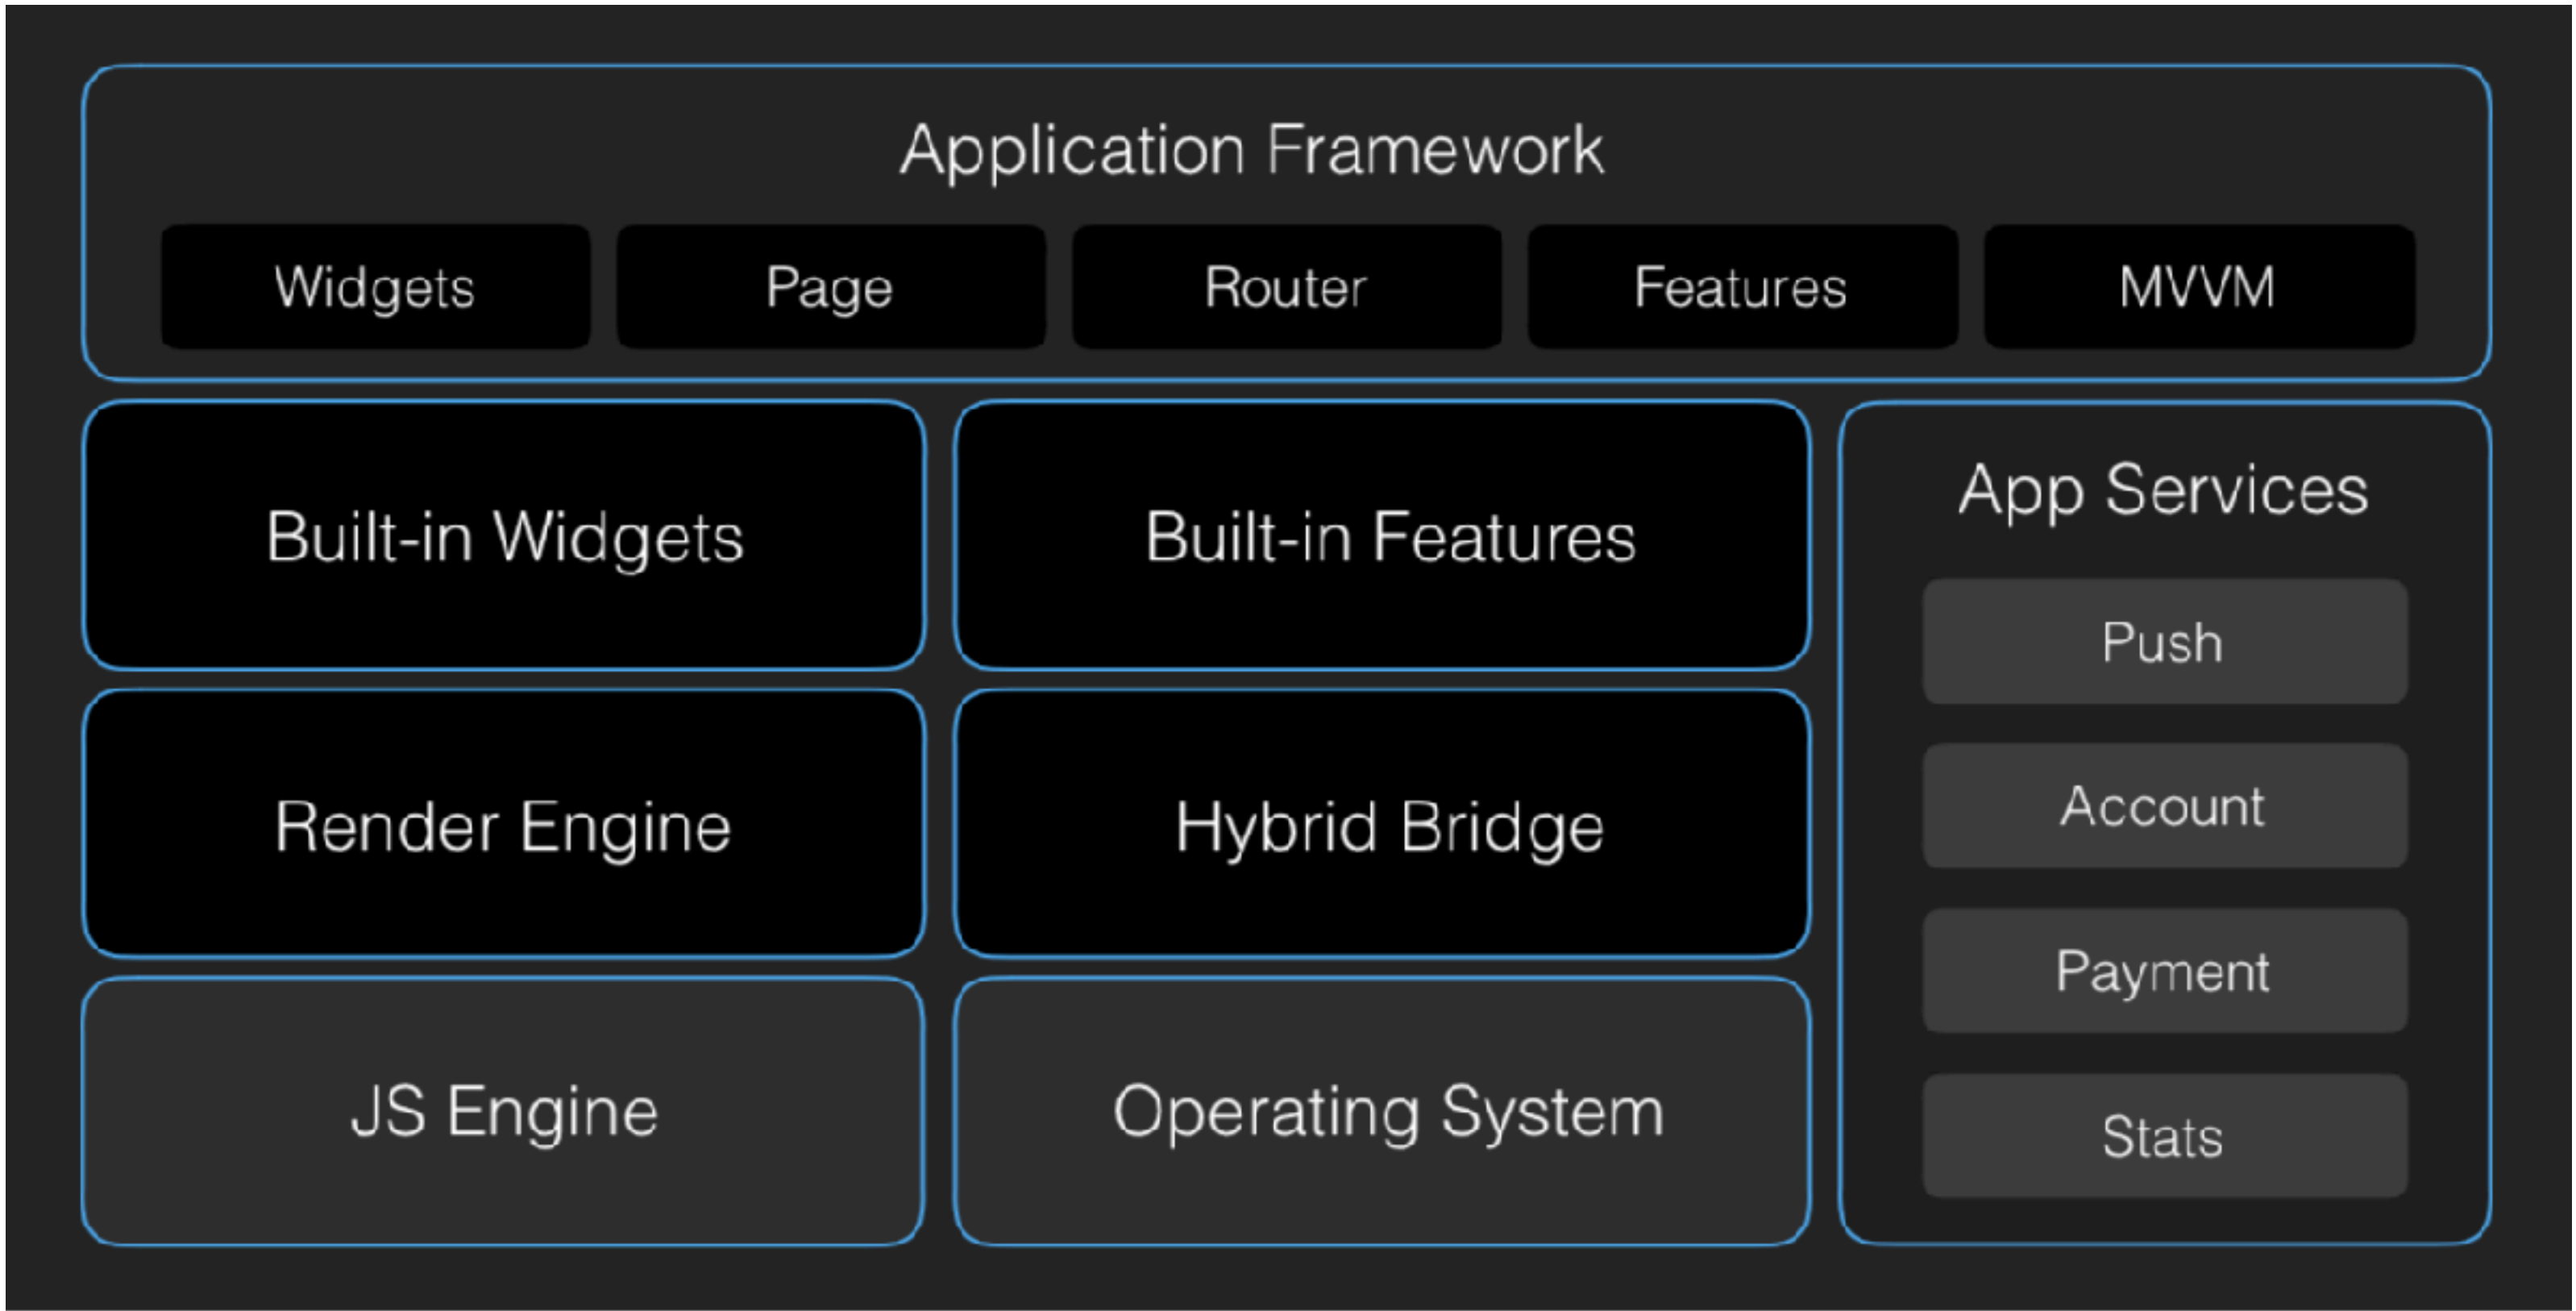 Application Framework
Widgets
Page
Router
Features
MVVM
Built-in Widgets
Built-in Features
App Services
Push
Account
Payment
Stats
Render Engine
Hybrid Bridge
JS Engine
Operating System